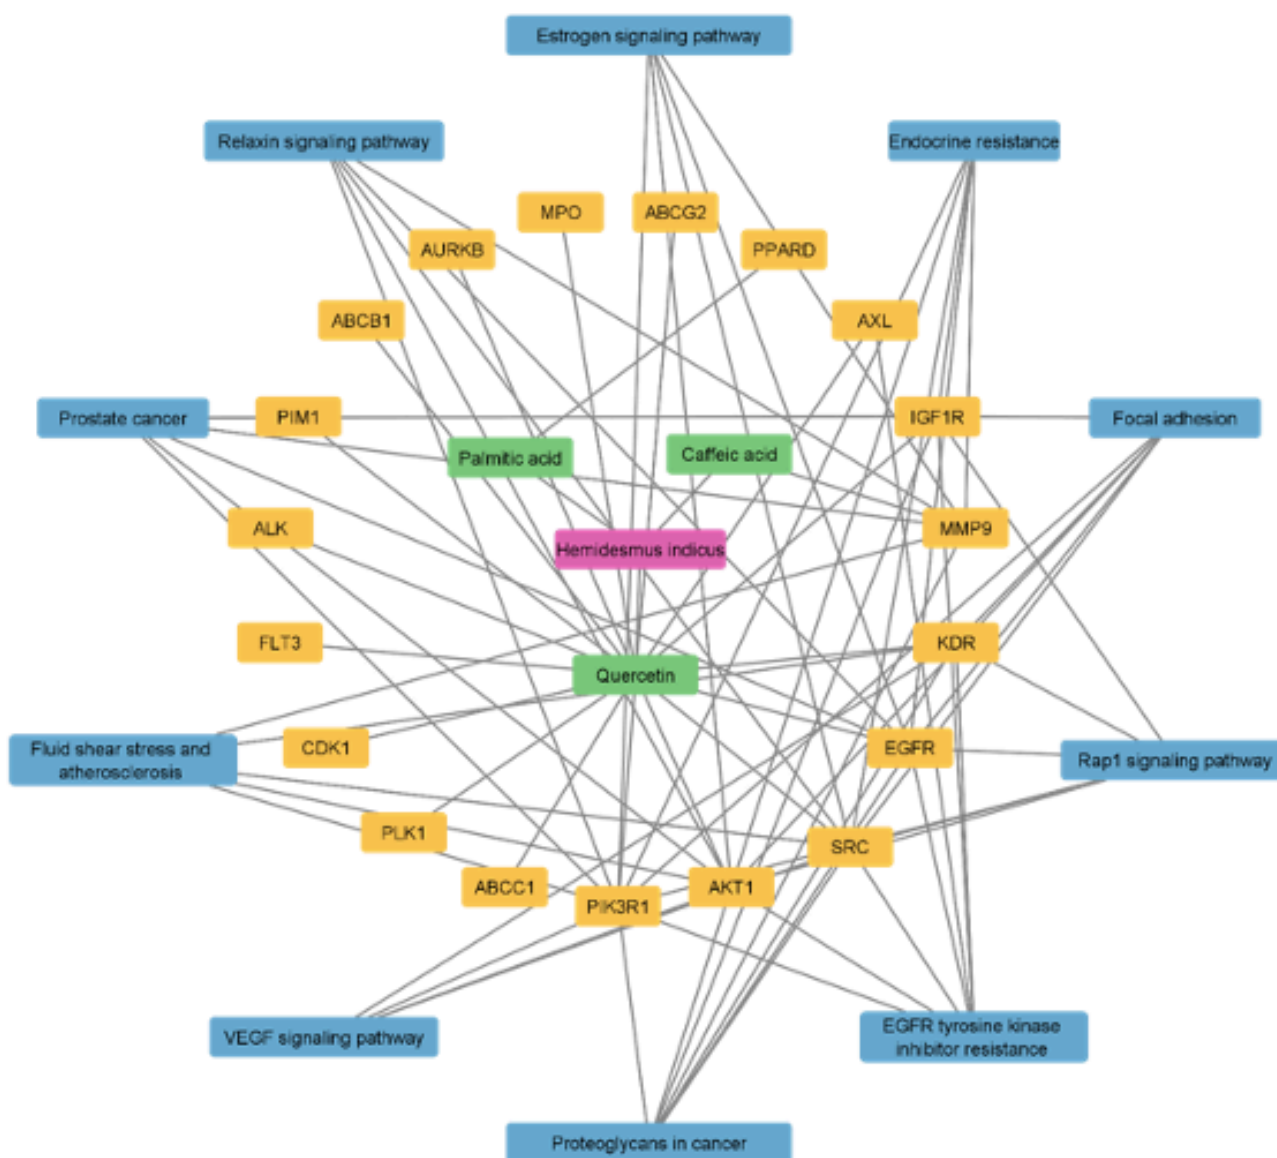 Estrogen signaling pathway
Relaxin signaling pathway
Endocrine resistance
MPO
ABCG2
AURKB
PPARD
ABCB1
AXL
Prostate cancer
PIM1
IGF1R
Focal adhesion
Palmitic acid
Caffeic acid
ALK
MMP9
Hemidesmus indicus
FLT3
KDR
Quercetin
Fluid shear stress and
atherosclerosis
CDK1
EGFR
Rap1 signaling pathway
PLK1
SRC
ABCC1
AKT1
PIK3R1
VEGF signaling pathway
EGFR tyrosine kinase
inhibitor resistance
Proteoglycans in cancer